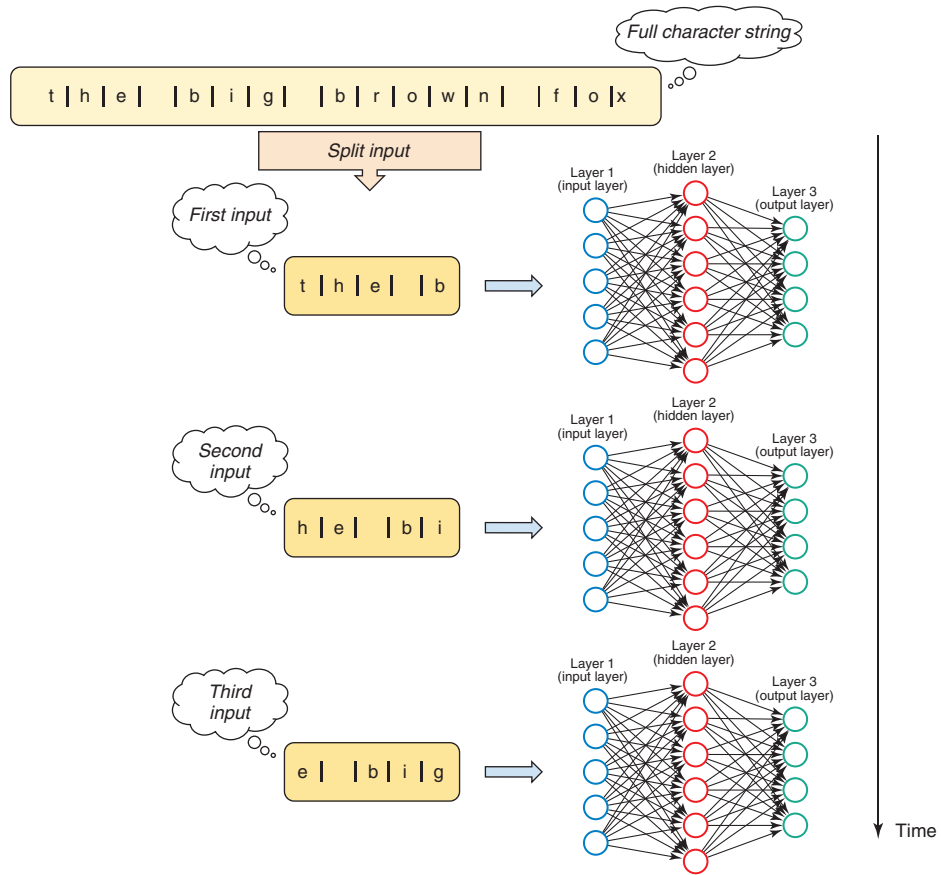 Full character string
t | h | e | | b | i | g | | b | r | o | w | n | | f | o | x
Split input
First input
t | h | e | | b
Layer 1
(input layer)
Layer 2
(hidden layer)
Layer 3
(output layer)
Second
input
h | e | | b | i
Layer 1
(input layer)
Layer 2
(hidden layer)
Layer 3
(output layer)
Third
input
e | | b | i | g
Layer 1
(input layer)
Layer 2
(hidden layer)
Layer 3
(output layer)
Time